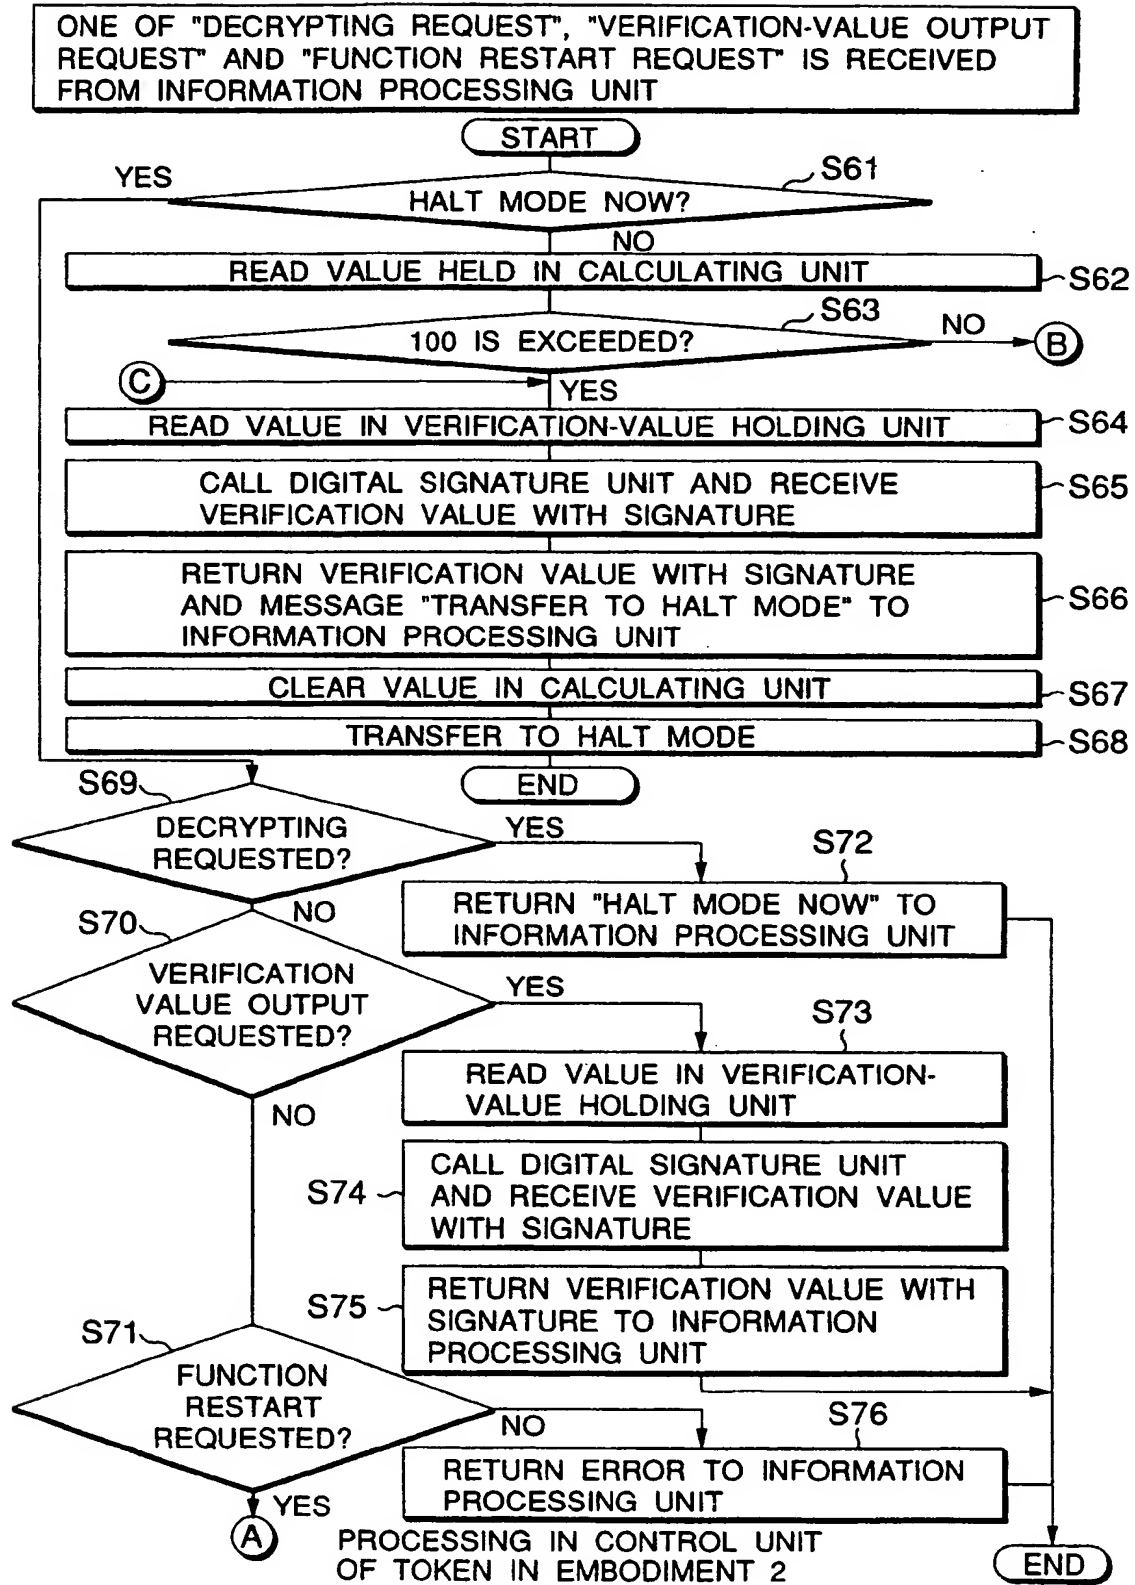 ONE OF "DECRYPTING REQUEST", "VERIFICATION-VALUE OUTPUT
REQUEST" AND "FUNCTION RESTART REQUEST" IS RECEIVED
FROM INFORMATION PROCESSING UNIT
START
YES
S61
HALT MODE NOW?
NO
READ VALUE HELD IN CALCULATING UNIT
S62
S63
100 IS EXCEEDED?
NO
B
C
YES
READ VALUE IN VERIFICATION-VALUE HOLDING UNIT
S64
CALL DIGITAL SIGNATURE UNIT AND RECEIVE
VERIFICATION VALUE WITH SIGNATURE
S65
RETURN VERIFICATION VALUE WITH SIGNATURE
AND MESSAGE "TRANSFER TO HALT MODE" TO
INFORMATION PROCESSING UNIT
S66
CLEAR VALUE IN CALCULATING UNIT
S67
TRANSFER TO HALT MODE
S68
END
S69
DECRYPTING
REQUESTED?
YES
S72
RETURN "HALT MODE NOW" TO
INFORMATION PROCESSING UNIT
NO
S70
VERIFICATION
VALUE OUTPUT
REQUESTED?
YES
S73
READ VALUE IN VERIFICATION-
VALUE HOLDING UNIT
NO
S74
CALL DIGITAL SIGNATURE UNIT
AND RECEIVE VERIFICATION VALUE
WITH SIGNATURE
S75
RETURN VERIFICATION VALUE WITH
SIGNATURE TO INFORMATION
PROCESSING UNIT
S71
FUNCTION
RESTART
REQUESTED?
NO
S76
RETURN ERROR TO INFORMATION
PROCESSING UNIT
YES
A
PROCESSING IN CONTROL UNIT
OF TOKEN IN EMBODIMENT 2
END